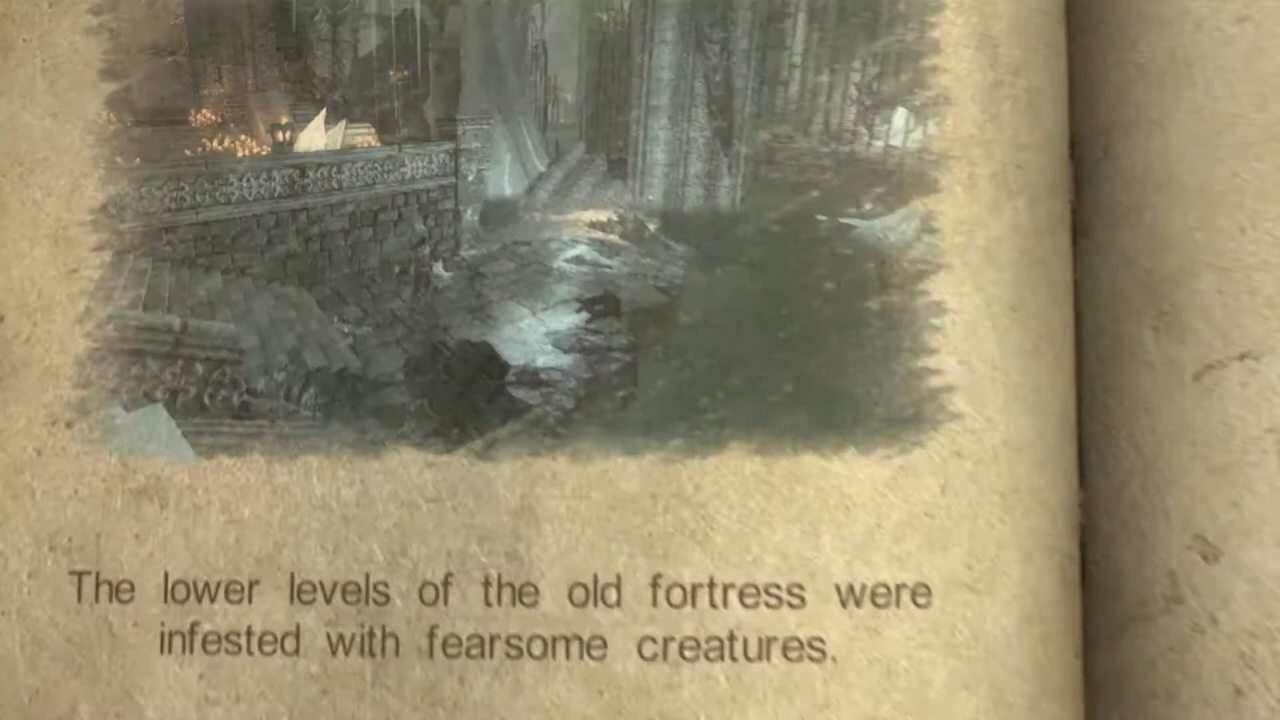 The lower levels of the old fortress were
infested with fearsome creatures.